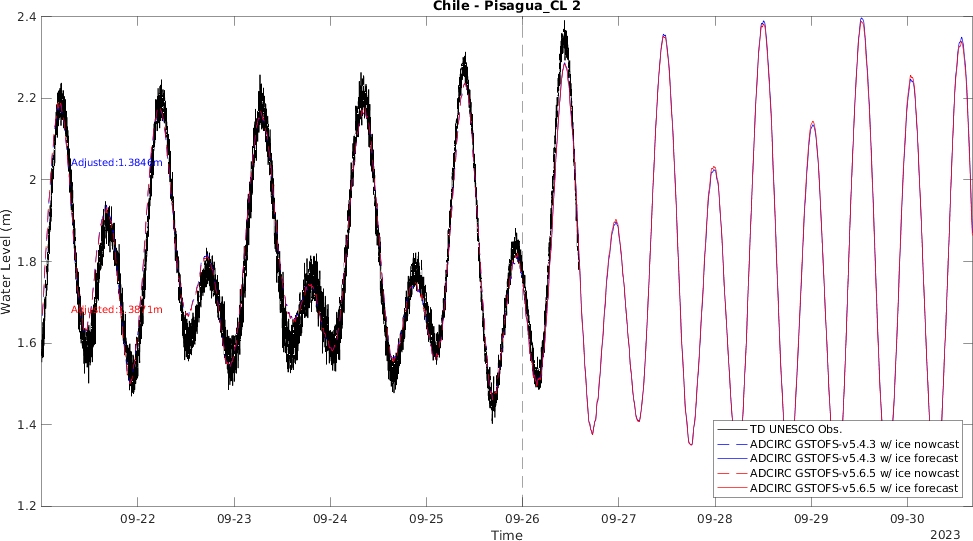 Chile - Pisagua_CL 2
2.4
2.2
2
1.8
1.6
1.4
1.2
Water Level (m)
Adjusted:1.3846m
Adjusted:1.3871m
TD UNESCO Obs.
ADCIRC GSTOFS-v5.4.3 w/ ice nowcast
ADCIRC GSTOFS-v5.4.3 w/ ice forecast
ADCIRC GSTOFS-v5.6.5 w/ ice nowcast
ADCIRC GSTOFS-v5.6.5 w/ ice forecast
09-22 09-23 09-24 09-25 09-26 09-27 09-28 09-29 09-30
Time
2023